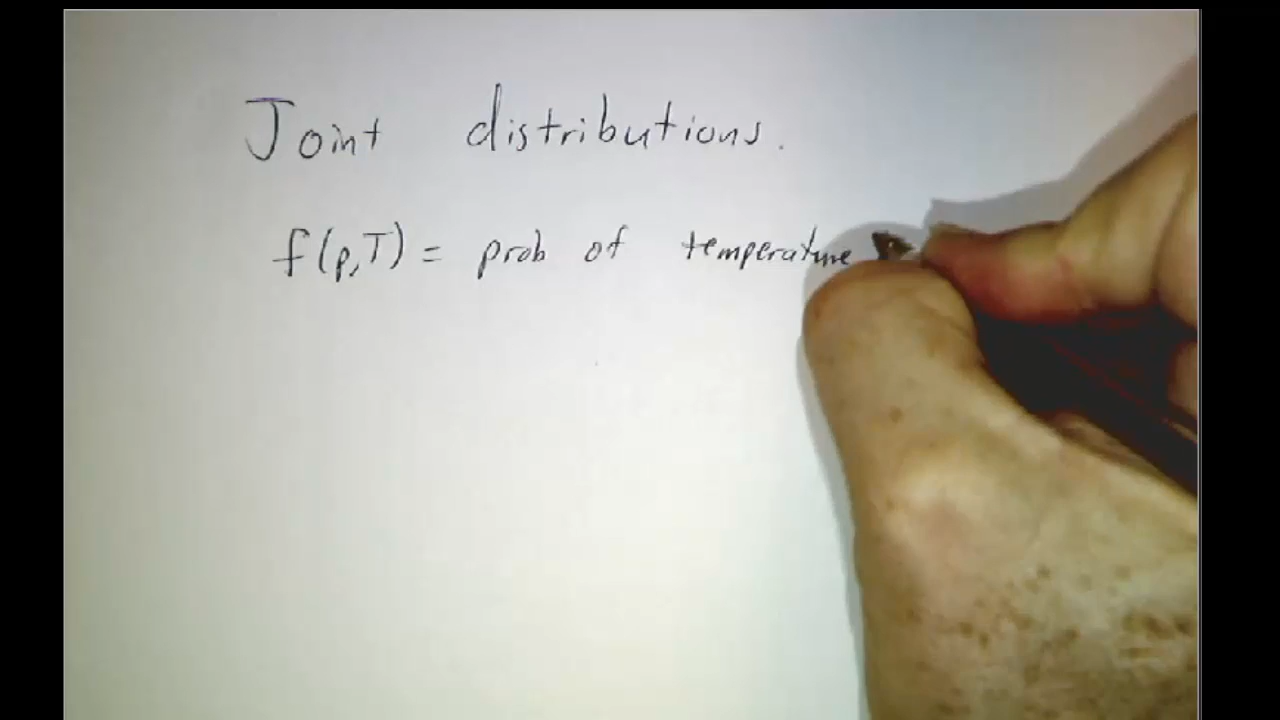 Joint distributions.
f(p,T) = prob of temperature